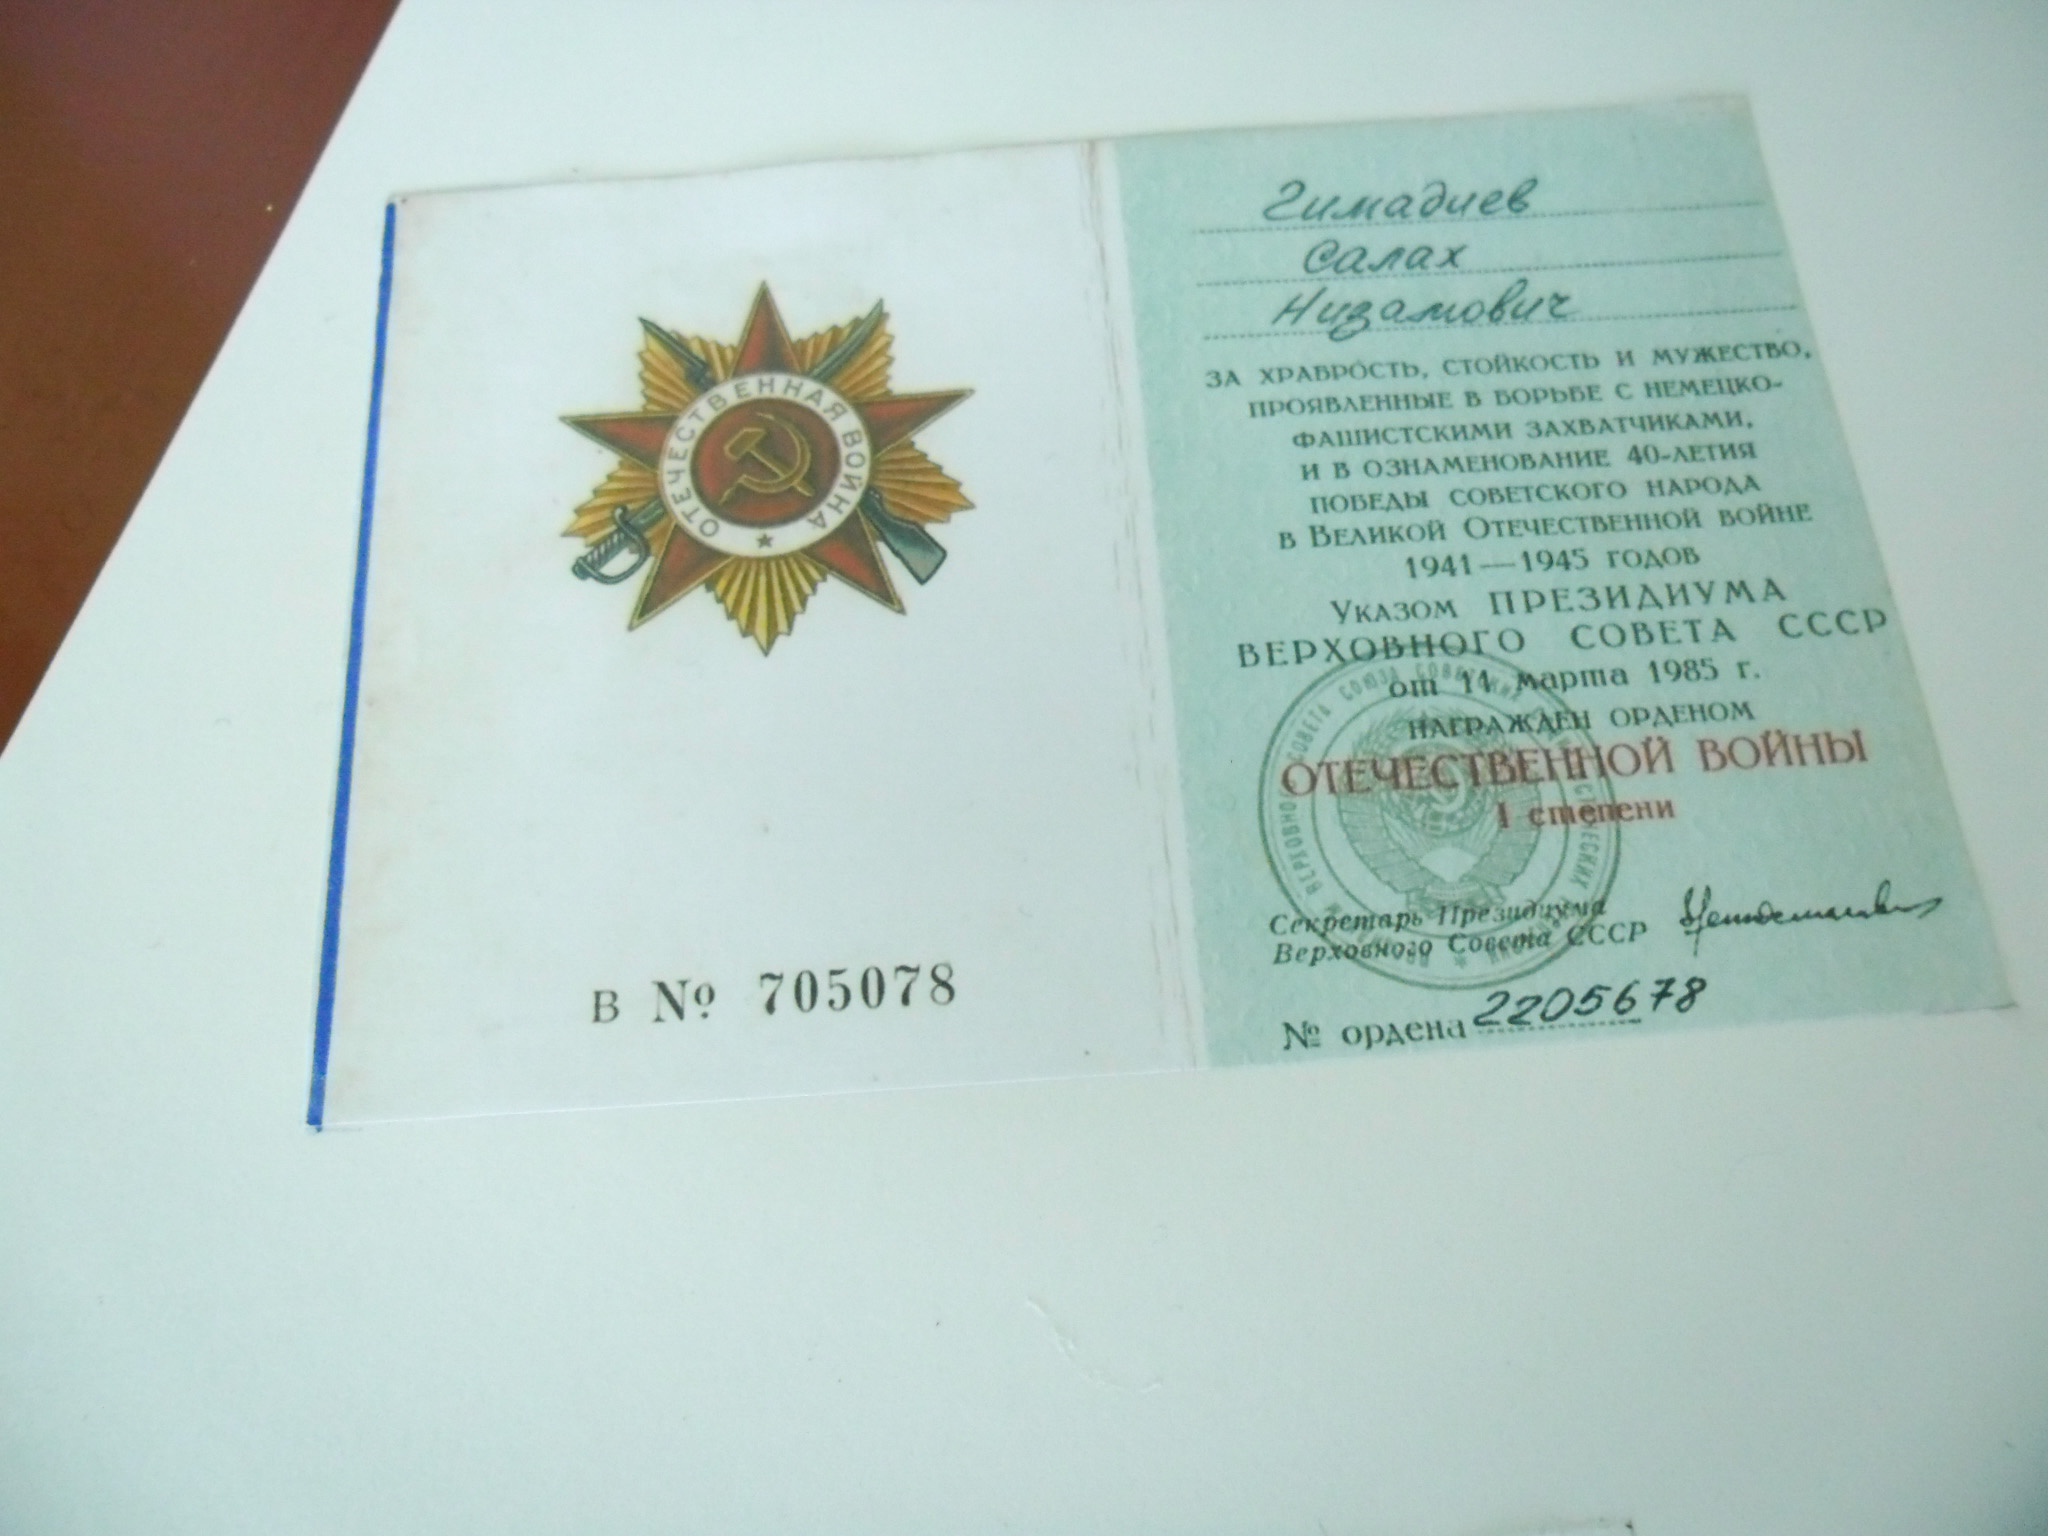 ОТЕЧЕСТВЕННАЯ ВОЙНА
В № 705078
Гимадиев
Салах
Низамович
ЗА ХРАБРОСТЬ, СТОЙКОСТЬ И МУЖЕСТВО,
ПРОЯВЛЕННЫЕ В БОРЬБЕ С НЕМЕЦКО-
ФАШИСТСКИМИ ЗАХВАТЧИКАМИ,
И В ОЗНАМЕНОВАНИЕ 40-ЛЕТИЯ
ПОБЕДЫ СОВЕТСКОГО НАРОДА
В ВЕЛИКОЙ ОТЕЧЕСТВЕННОЙ ВОЙНЕ
1941—1945 ГОДОВ
УКАЗОМ ПРЕЗИДИУМА
ВЕРХОВНОГО СОВЕТА СССР
от 11 марта 1985 г.
НАГРАЖДЕН ОРДЕНОМ
ОТЕЧЕСТВЕННОЙ ВОЙНЫ
I степени
Секретарь Президиума
Верховного Совета СССР
№ ордена 2205678